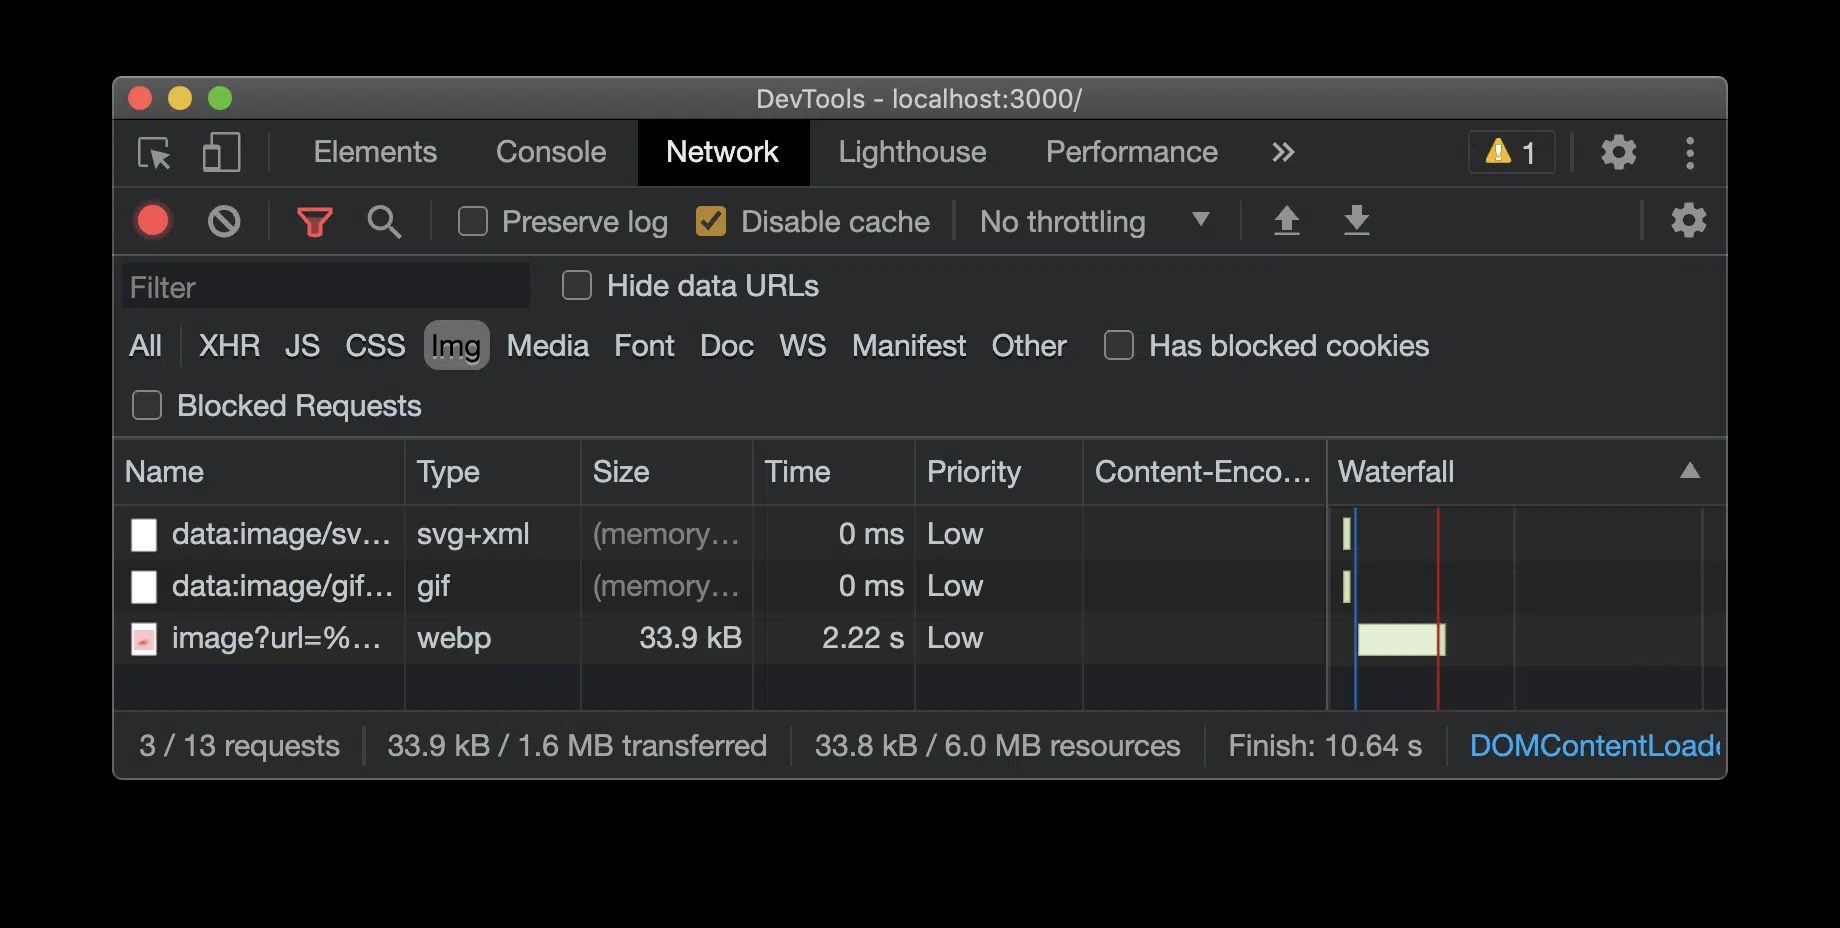 DevTools - localhost:3000/
Elements Console Network Lighthouse Performance 1
Preserve log Disable cache No throttling
Filter Hide data URLs
All XHR JS CSS Img Media Font Doc WS Manifest Other Has blocked cookies
Blocked Requests
Name Type Size Time Priority Content-Enco... Waterfall
data:image/sv... svg+xml (memory... 0 ms Low
data:image/gif... gif (memory... 0 ms Low
image?url=%... webp 33.9 kB 2.22 s Low
3 / 13 requests 33.9 kB / 1.6 MB transferred 33.8 kB / 6.0 MB resources Finish: 10.64 s DOMContentLoade